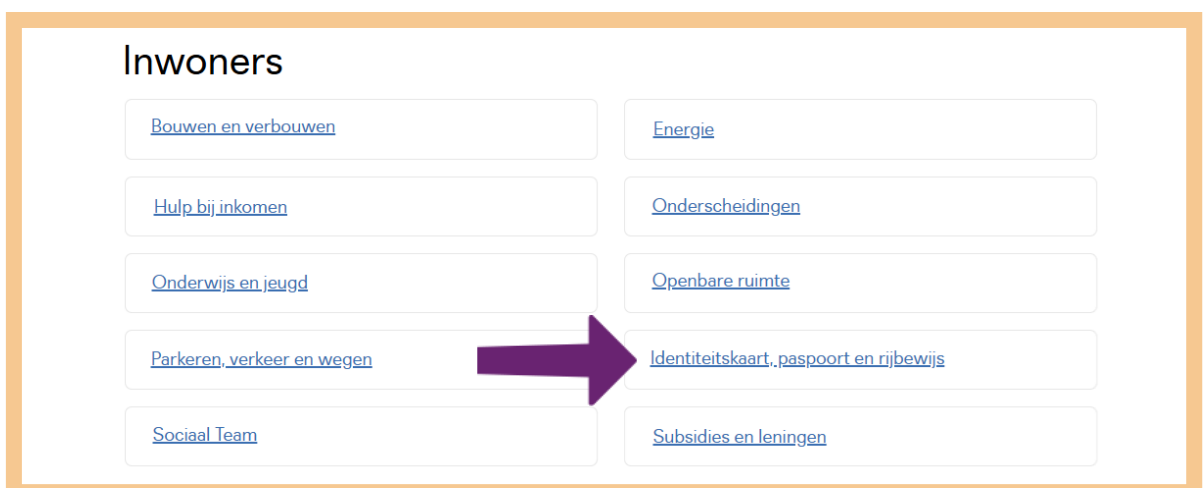 Inwoners
Bouwen en verbouwen
Energie
Hulp bij inkomen
Onderscheidingen
Onderwijs en jeugd
Openbare ruimte
Parkeren, verkeer en wegen
Identiteitskaart, paspoort en rijbewijs
Sociaal Team
Subsidies en leningen